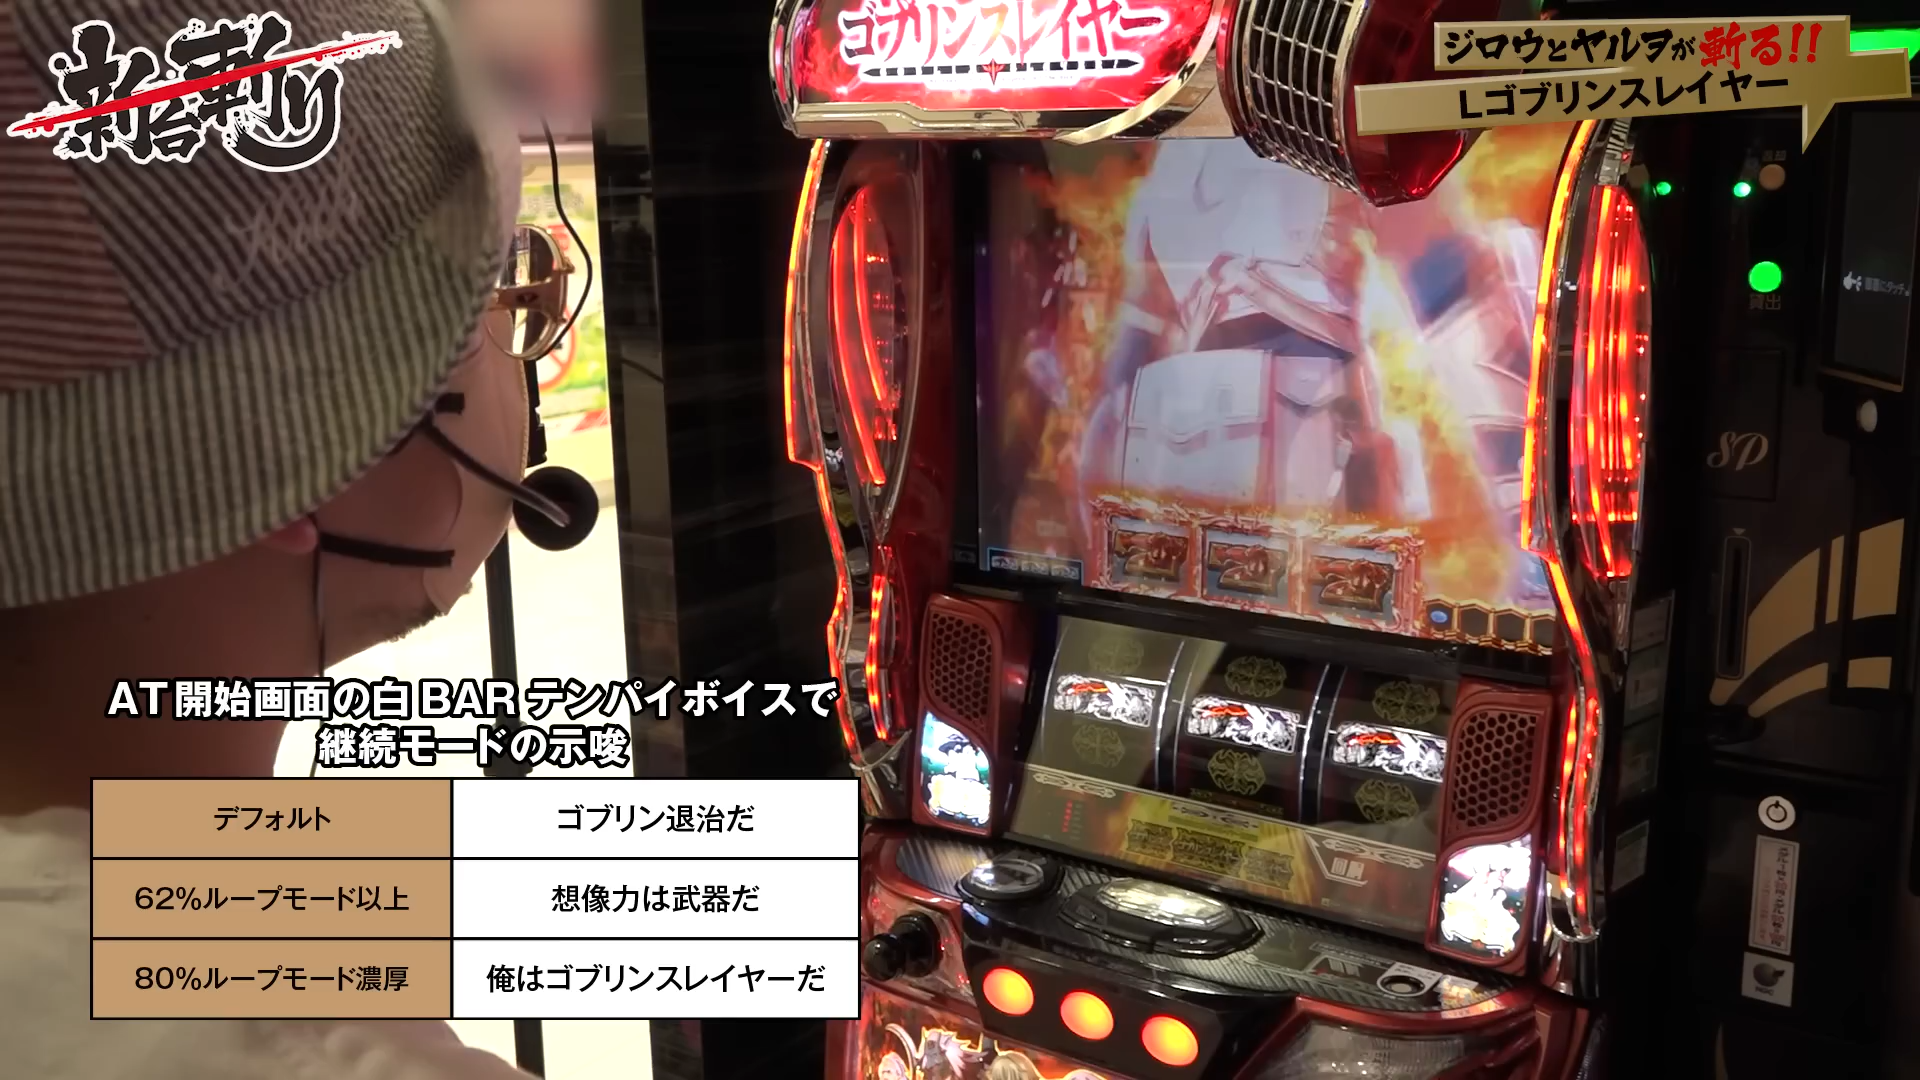 新台斬り
ゴブリンスレイヤー
ジロウとヤルヲが斬る!!
Lゴブリンスレイヤー
貸出
SP
AT開始画面の白BARテンパイボイスで
継続モードの示唆
デフォルト
ゴブリン退治だ
62%ループモード以上
想像力は武器だ
80%ループモード濃厚
俺はゴブリンスレイヤーだ